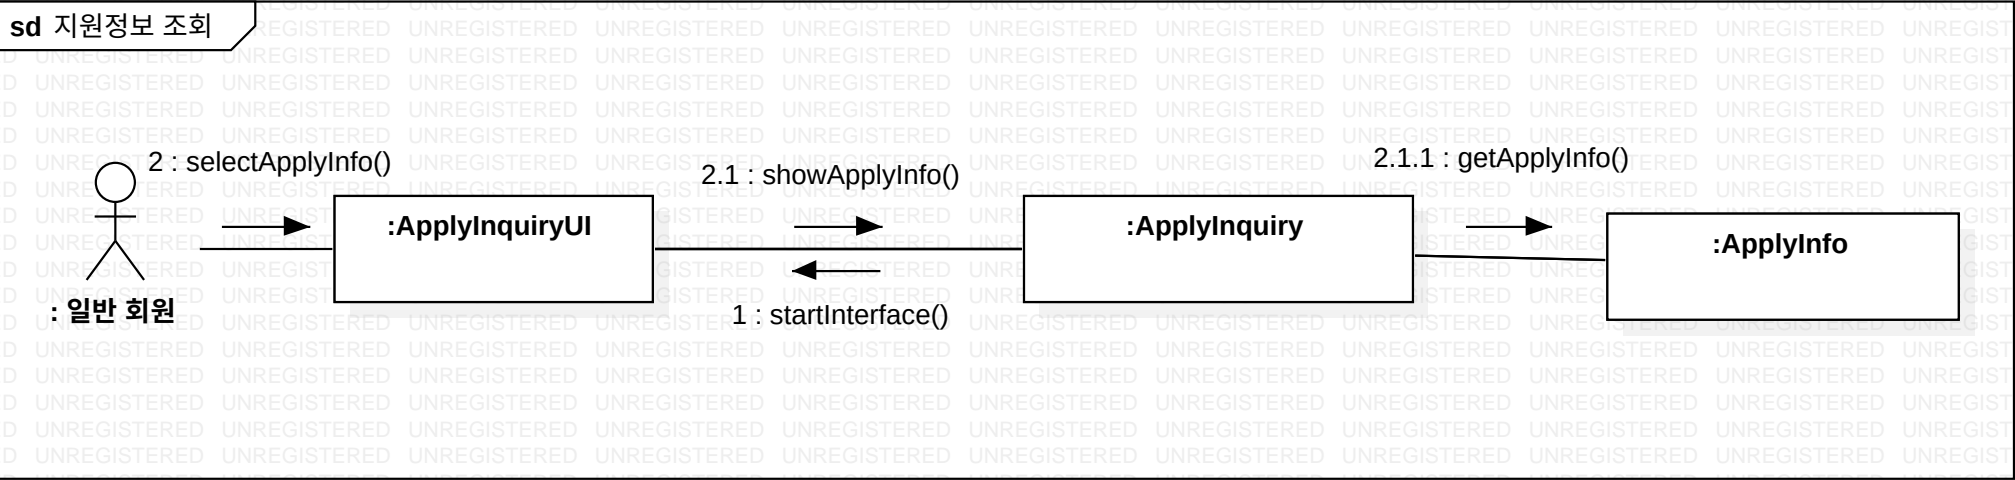 sd 지원정보 조회
2 : selectApplyInfo()
2.1 : showApplyInfo()
2.1.1 : getApplyInfo()
:ApplyInquiryUI
:ApplyInquiry
:ApplyInfo
: 일반 회원
1 : startInterface()
UNREGISTERED